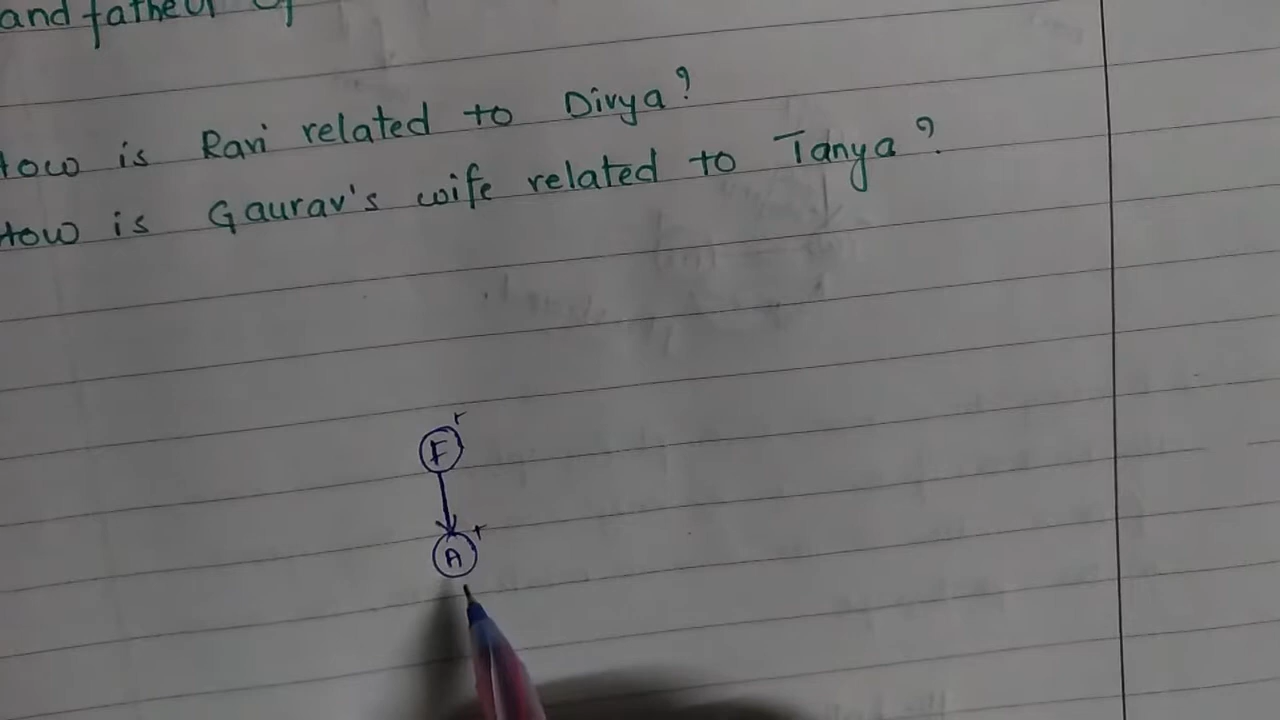 and father of
How is Ravi related to Divya?
How is Gaurav's wife related to Tanya?
F +
A +